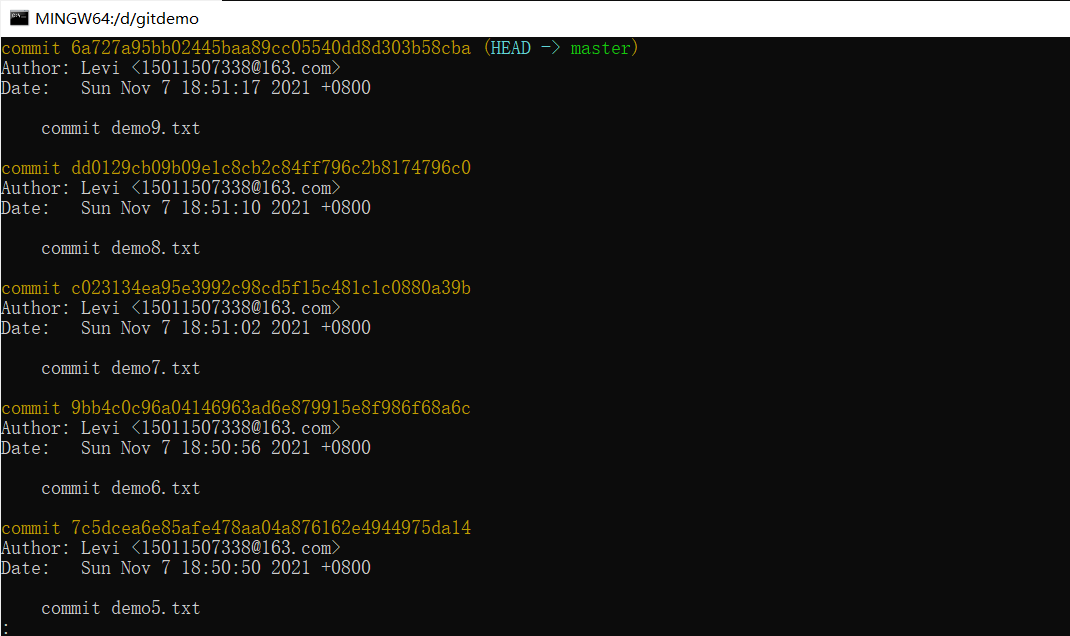 MINGW64:/d/gitdemo
commit 6a727a95bb02445baa89cc05540dd8d303b58cba (HEAD -> master)
Author: Levi <15011507338@163.com>
Date:   Sun Nov 7 18:51:17 2021 +0800
    commit demo9.txt
commit dd0129cb09b09e1c8cb2c84ff796c2b8174796c0
Author: Levi <15011507338@163.com>
Date:   Sun Nov 7 18:51:10 2021 +0800
    commit demo8.txt
commit c023134ea95e3992c98cd5f15c481c1c0880a39b
Author: Levi <15011507338@163.com>
Date:   Sun Nov 7 18:51:02 2021 +0800
    commit demo7.txt
commit 9bb4c0c96a04146963ad6e879915e8f986f68a6c
Author: Levi <15011507338@163.com>
Date:   Sun Nov 7 18:50:56 2021 +0800
    commit demo6.txt
commit 7c5dcea6e85afe478aa04a876162e4944975da14
Author: Levi <15011507338@163.com>
Date:   Sun Nov 7 18:50:50 2021 +0800
    commit demo5.txt
: